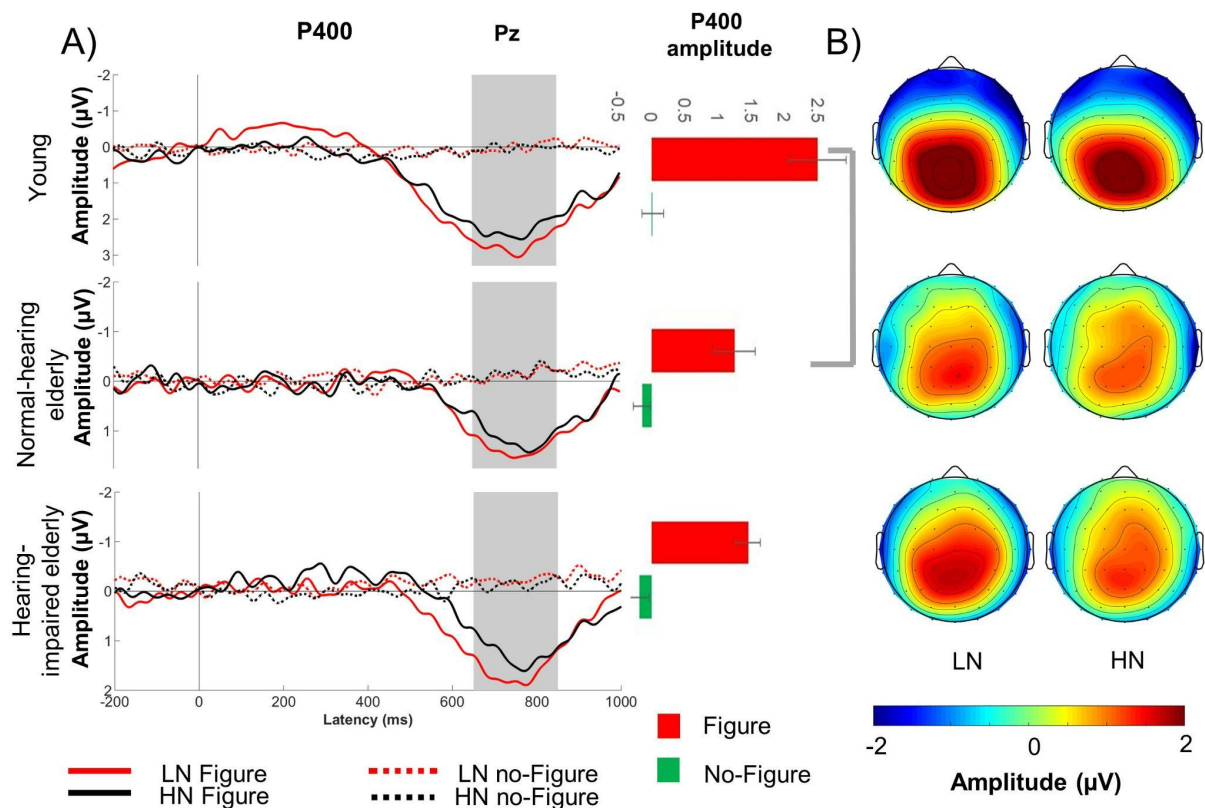 A)
P400
Pz
P400
amplitude
B)
Young
Amplitude (µV)
-2
-1
0
1
2
3
-0.5
0
0.5
1
1.5
2
2.5
Normal-hearing
elderly
Amplitude (µV)
-2
-1
0
1
Hearing-
impaired elderly
Amplitude (µV)
-2
-1
0
1
2
-200
0
200
400
600
800
1000
Latency (ms)
LN
HN
LN Figure
HN Figure
LN no-Figure
HN no-Figure
Figure
No-Figure
-2
0
2
Amplitude (µV)